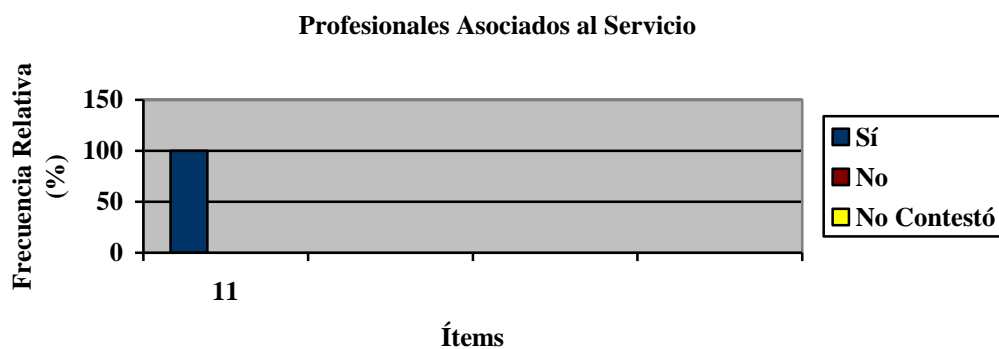 Profesionales Asociados al Servicio
Frecuencia Relativa
(%)
150
100
50
0
11
Ítems
Sí
No
No Contestó